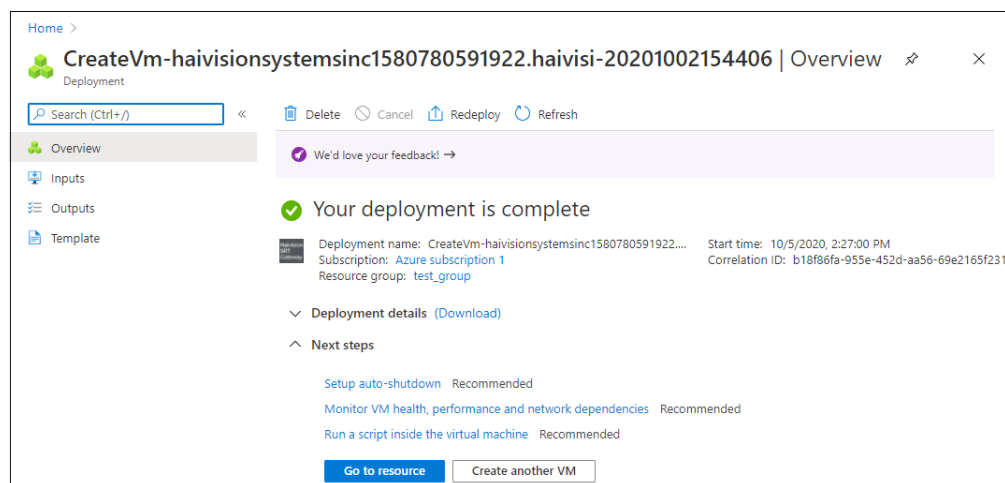 Home >
CreateVm-haivisionsystemsinc1580780591922.haivisi-20201002154406 | Overview
Deployment
Search (Ctrl+/)
«
Delete Cancel Redeploy Refresh
Overview
Inputs
Outputs
Template
We'd love your feedback! →
Your deployment is complete
Haivision
SRT
Gateway
Deployment name: CreateVm-haivisionsystemsinc1580780591922.... Start time: 10/5/2020, 2:27:00 PM
Subscription: Azure subscription 1 Correlation ID: b18f86fa-955e-452d-aa56-69e2165f231
Resource group: test_group
Deployment details (Download)
Next steps
Setup auto-shutdown Recommended
Monitor VM health, performance and network dependencies Recommended
Run a script inside the virtual machine Recommended
Go to resource Create another VM